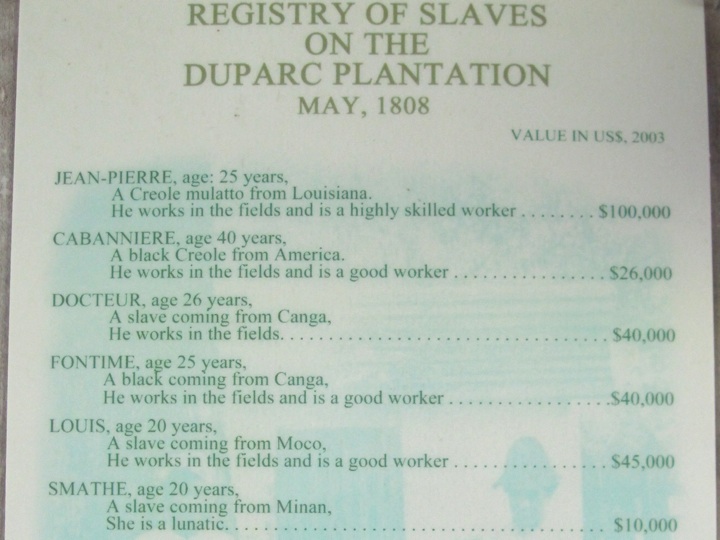 REGISTRY OF SLAVES
ON THE
DUPARC PLANTATION
MAY, 1808
VALUE IN US$, 2003
JEAN-PIERRE, age: 25 years,
A Creole mulatto from Louisiana.
He works in the fields and is a highly skilled worker . . . . . . . . $100,000
CABANNIERE, age 40 years,
A black Creole from America.
He works in the fields and is a good worker . . . . . . . . . . . . . . . . $26,000
DOCTEUR, age 26 years,
A slave coming from Canga,
He works in the fields. . . . . . . . . . . . . . . . . . . . . . . . . . . . . . . . . . $40,000
FONTIME, age 25 years,
A black coming from Canga,
He works in the fields and is a good worker . . . . . . . . . . . . . . . . .$40,000
LOUIS, age 20 years,
A slave coming from Moco,
He works in the fields and is a good worker . . . . . . . . . . . . . . . . $45,000
SMATHE, age 20 years,
A slave coming from Minan,
She is a lunatic. . . . . . . . . . . . . . . . . . . . . . . . . . . . . . . . . . . . . . . . $10,000